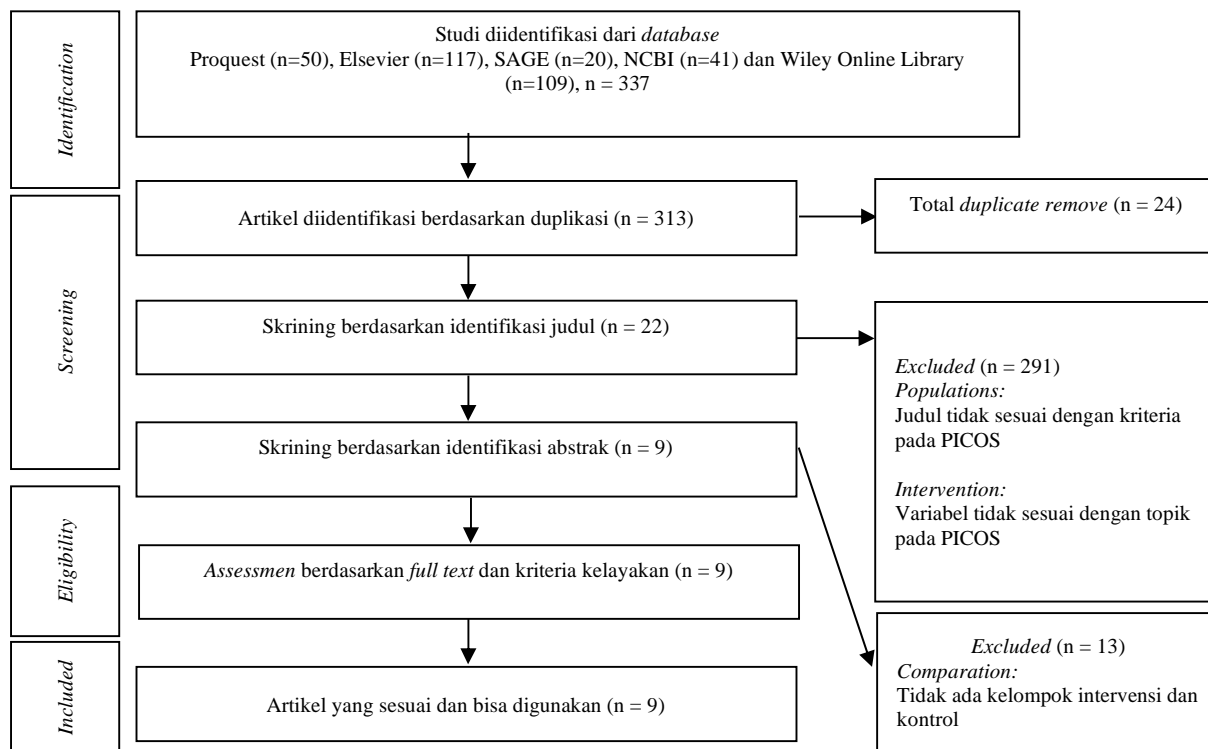 Identification
Studi diidentifikasi dari database
Proquest (n=50), Elsevier (n=117), SAGE (n=20), NCBI (n=41) dan Wiley Online Library
(n=109), n = 337
Screening
Artikel diidentifikasi berdasarkan duplikasi (n = 313)
Total duplicate remove (n = 24)
Skrining berdasarkan identifikasi judul (n = 22)
Excluded (n = 291)
Populations:
Judul tidak sesuai dengan kriteria
pada PICOS
Intervention:
Variabel tidak sesuai dengan topik
pada PICOS
Skrining berdasarkan identifikasi abstrak (n = 9)
Excluded (n = 13)
Comparation:
Tidak ada kelompok intervensi dan
kontrol
Eligibility
Assessmen berdasarkan full text dan kriteria kelayakan (n = 9)
Included
Artikel yang sesuai dan bisa digunakan (n = 9)